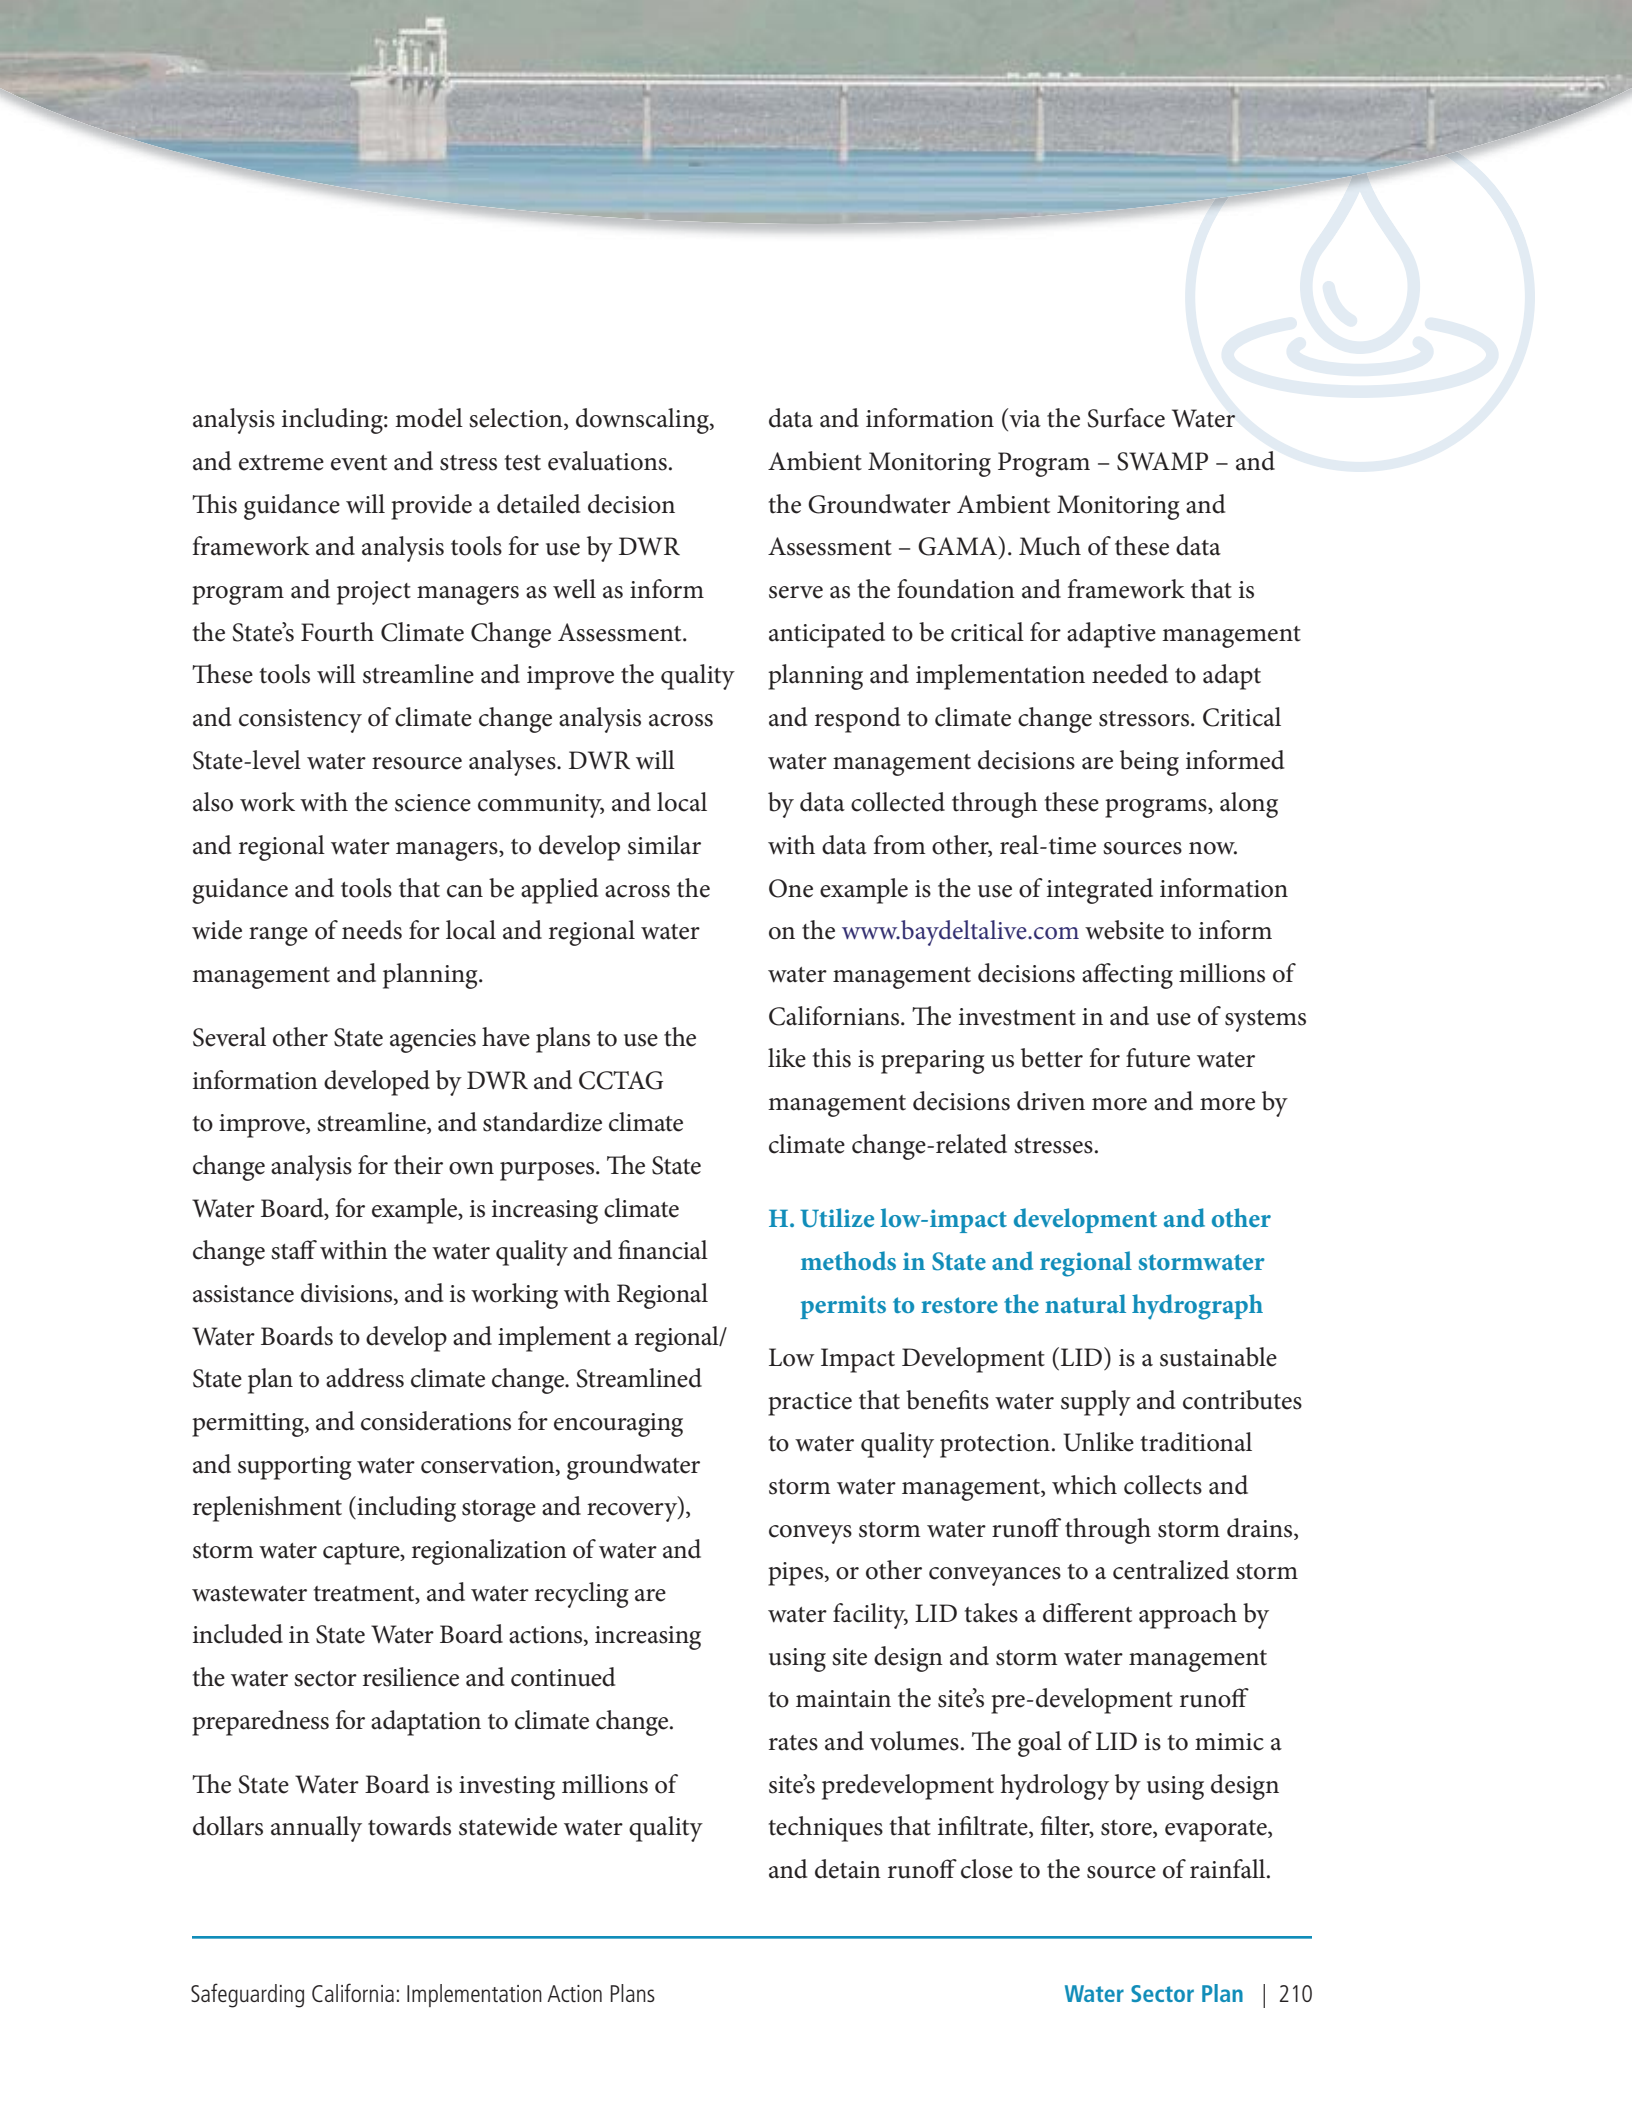 analysis including: model selection, downscaling,
and extreme event and stress test evaluations.
This guidance will provide a detailed decision
framework and analysis tools for use by DWR
program and project managers as well as inform
the State’s Fourth Climate Change Assessment.
These tools will streamline and improve the quality
and consistency of climate change analysis across
State-level water resource analyses. DWR will
also work with the science community, and local
and regional water managers, to develop similar
guidance and tools that can be applied across the
wide range of needs for local and regional water
management and planning.
Several other State agencies have plans to use the
information developed by DWR and CCTAG
to improve, streamline, and standardize climate
change analysis for their own purposes. The State
Water Board, for example, is increasing climate
change staff within the water quality and financial
assistance divisions, and is working with Regional
Water Boards to develop and implement a regional/
State plan to address climate change. Streamlined
permitting, and considerations for encouraging
and supporting water conservation, groundwater
replenishment (including storage and recovery),
storm water capture, regionalization of water and
wastewater treatment, and water recycling are
included in State Water Board actions, increasing
the water sector resilience and continued
preparedness for adaptation to climate change.
The State Water Board is investing millions of
dollars annually towards statewide water quality
data and information (via the Surface Water
Ambient Monitoring Program – SWAMP – and
the Groundwater Ambient Monitoring and
Assessment – GAMA). Much of these data
serve as the foundation and framework that is
anticipated to be critical for adaptive management
planning and implementation needed to adapt
and respond to climate change stressors. Critical
water management decisions are being informed
by data collected through these programs, along
with data from other, real-time sources now.
One example is the use of integrated information
on the www.baydeltalive.com website to inform
water management decisions affecting millions of
Californians. The investment in and use of systems
like this is preparing us better for future water
management decisions driven more and more by
climate change-related stresses.
H. Utilize low-impact development and other
methods in State and regional stormwater
permits to restore the natural hydrograph
Low Impact Development (LID) is a sustainable
practice that benefits water supply and contributes
to water quality protection. Unlike traditional
storm water management, which collects and
conveys storm water runoff through storm drains,
pipes, or other conveyances to a centralized storm
water facility, LID takes a different approach by
using site design and storm water management
to maintain the site’s pre-development runoff
rates and volumes. The goal of LID is to mimic a
site’s predevelopment hydrology by using design
techniques that infiltrate, filter, store, evaporate,
and detain runoff close to the source of rainfall.
Safeguarding California: Implementation Action Plans
Water Sector Plan | 210